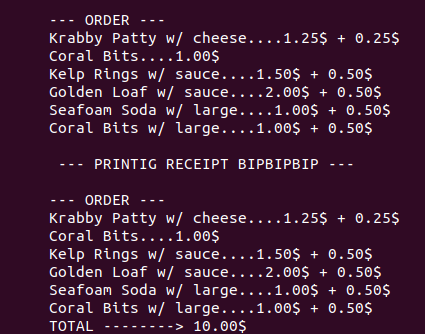 --- ORDER ---
Krabby Patty w/ cheese....1.25$ + 0.25$
Coral Bits....1.00$
Kelp Rings w/ sauce....1.50$ + 0.50$
Golden Loaf w/ sauce....2.00$ + 0.50$
Seafoam Soda w/ large....1.00$ + 0.50$
Coral Bits w/ large....1.00$ + 0.50$
--- PRINTIG RECEIPT BIPBIPBIP ---
--- ORDER ---
Krabby Patty w/ cheese....1.25$ + 0.25$
Coral Bits....1.00$
Kelp Rings w/ sauce....1.50$ + 0.50$
Golden Loaf w/ sauce....2.00$ + 0.50$
Seafoam Soda w/ large....1.00$ + 0.50$
Coral Bits w/ large....1.00$ + 0.50$
TOTAL --------> 10.00$